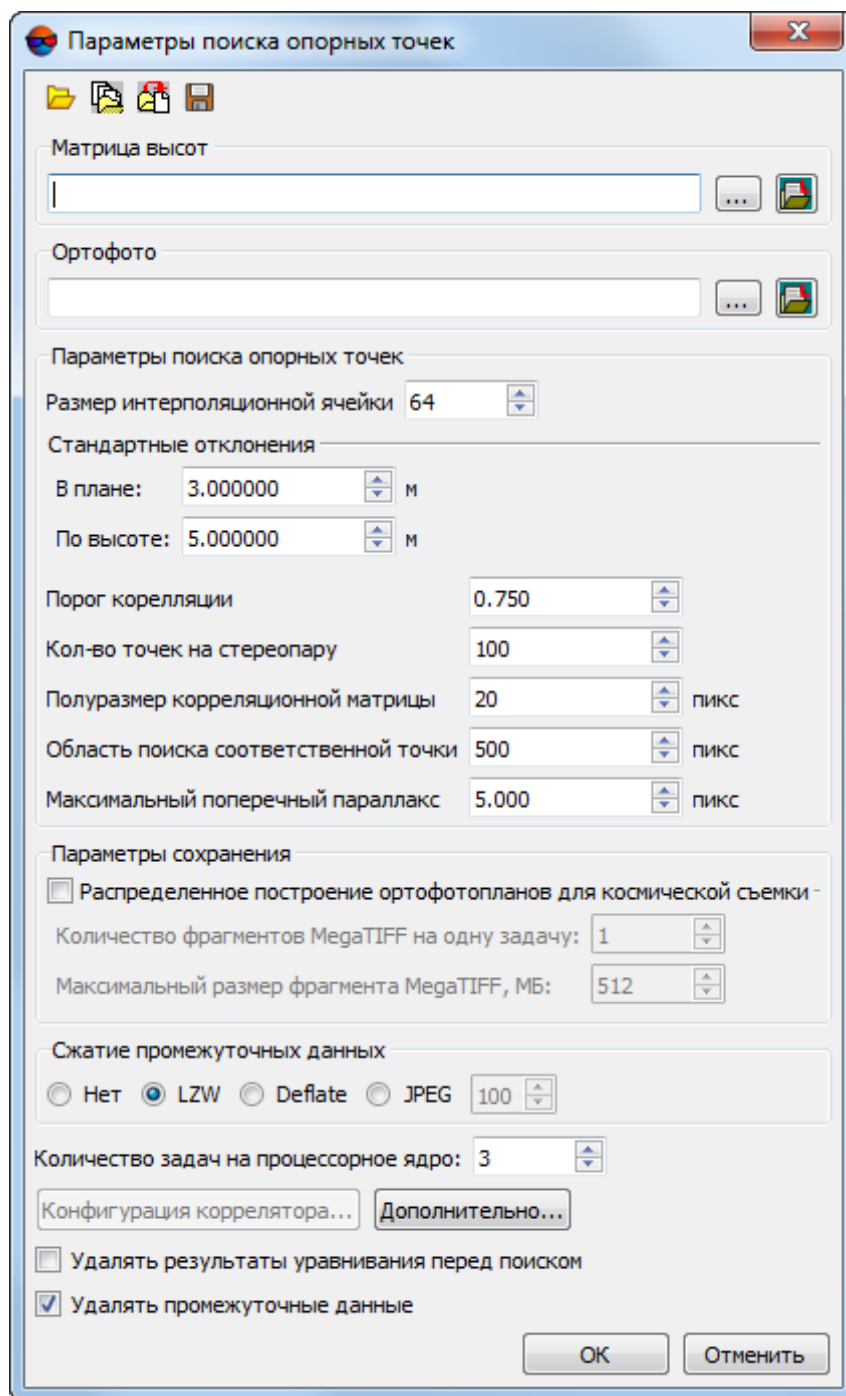 Параметры поиска опорных точек
Матрица высот
...
Ортофото
...
Параметры поиска опорных точек
Размер интерполяционной ячейки 64
Стандартные отклонения
В плане: 3.000000 м
По высоте: 5.000000 м
Порог корелляции 0.750
Кол-во точек на стереопару 100
Полуразмер корреляционной матрицы 20 пикс
Область поиска соответственной точки 500 пикс
Максимальный поперечный параллакс 5.000 пикс
Параметры сохранения
Распределенное построение ортофотопланов для космической съемки
Количество фрагментов MegaTIFF на одну задачу: 1
Максимальный размер фрагмента MegaTIFF, МБ: 512
Сжатие промежуточных данных
Нет LZW Deflate JPEG 100
Количество задач на процессорное ядро: 3
Конфигурация коррелятора... Дополнительно...
Удалять результаты уравнивания перед поиском
Удалять промежуточные данные
ОК Отменить